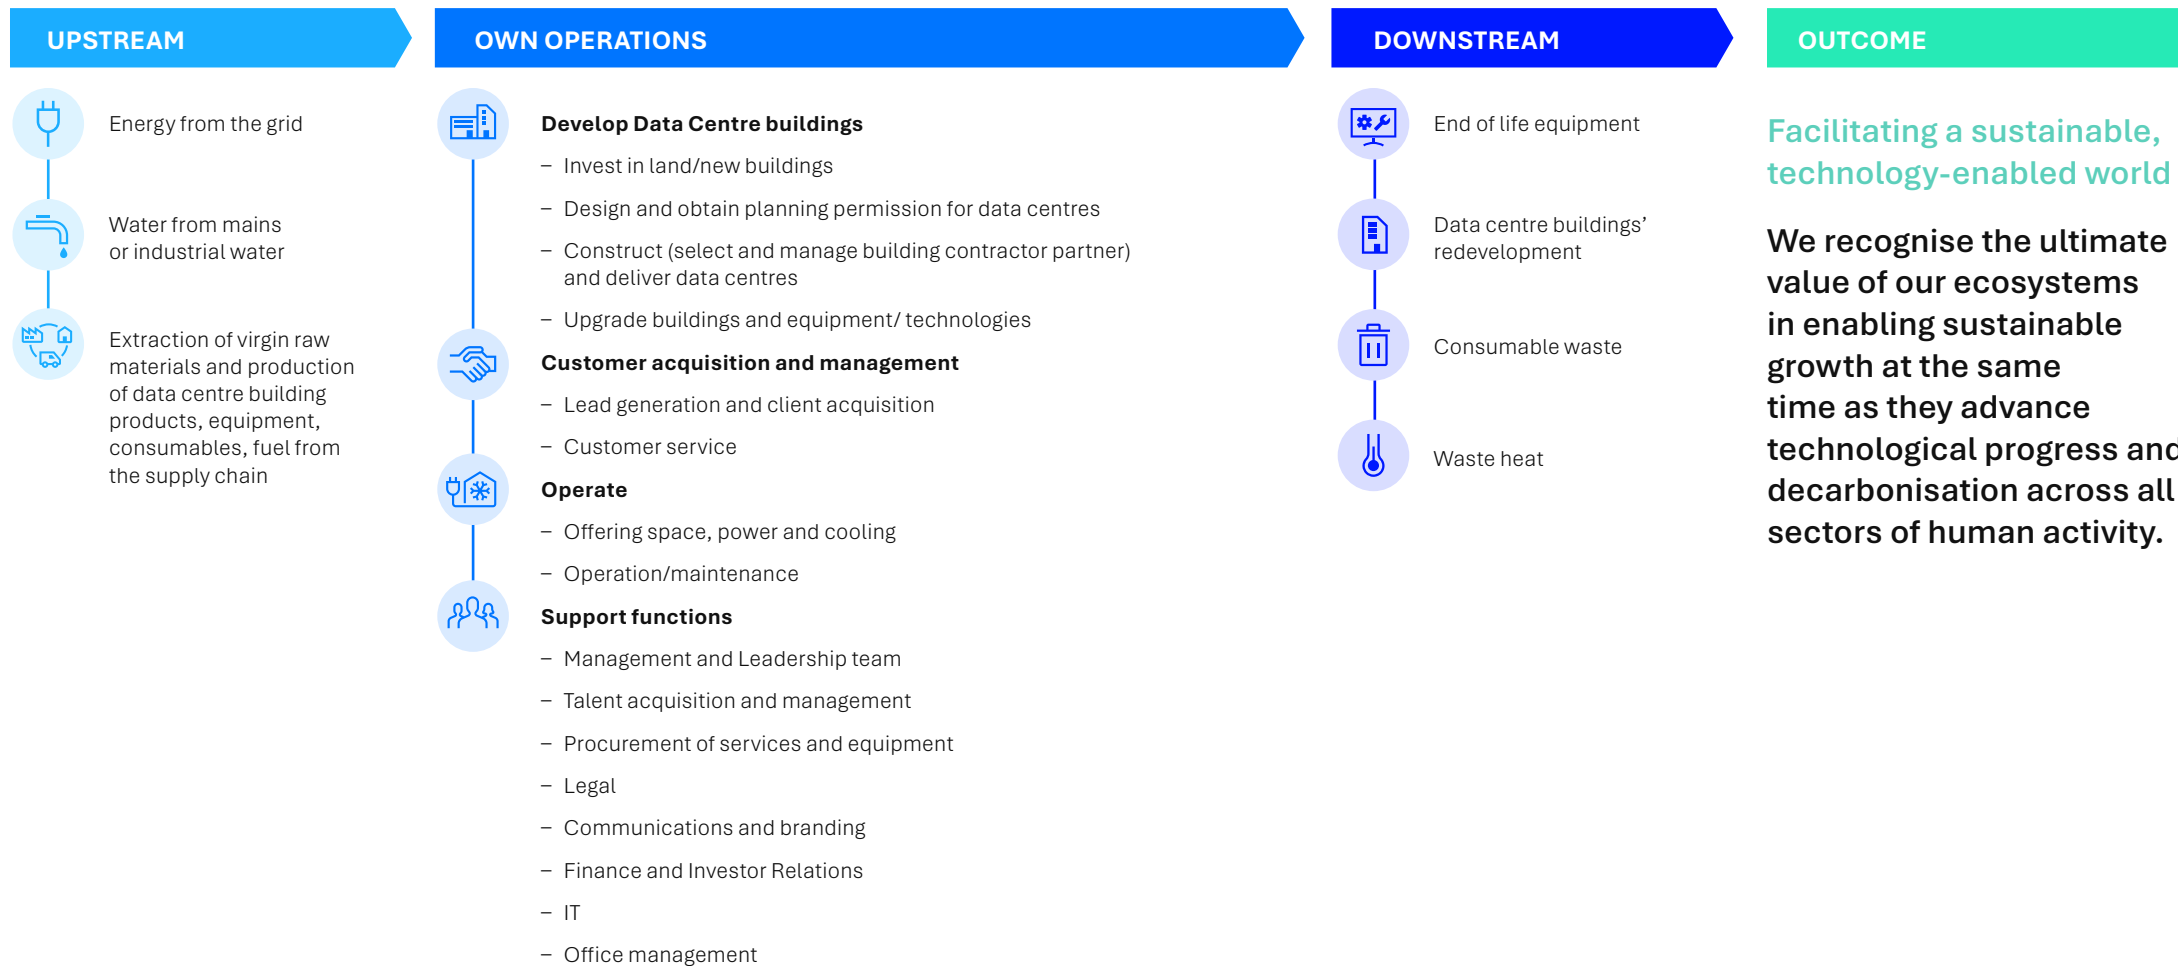 UPSTREAM
Energy from the grid
Water from mains
or industrial water
Extraction of virgin raw
materials and production
of data centre building
products, equipment,
consumables, fuel from
the supply chain
OWN OPERATIONS
Develop Data Centre buildings
– Invest in land/new buildings
– Design and obtain planning permission for data centres
– Construct (select and manage building contractor partner)
and deliver data centres
– Upgrade buildings and equipment/ technologies
Customer acquisition and management
– Lead generation and client acquisition
– Customer service
Operate
– Offering space, power and cooling
– Operation/maintenance
Support functions
– Management and Leadership team
– Talent acquisition and management
– Procurement of services and equipment
– Legal
– Communications and branding
– Finance and Investor Relations
– IT
– Office management
DOWNSTREAM
End of life equipment
Data centre buildings’
redevelopment
Consumable waste
Waste heat
OUTCOME
Facilitating a sustainable,
technology-enabled world
We recognise the ultimate
value of our ecosystems
in enabling sustainable
growth at the same
time as they advance
technological progress and
decarbonisation across all
sectors of human activity.